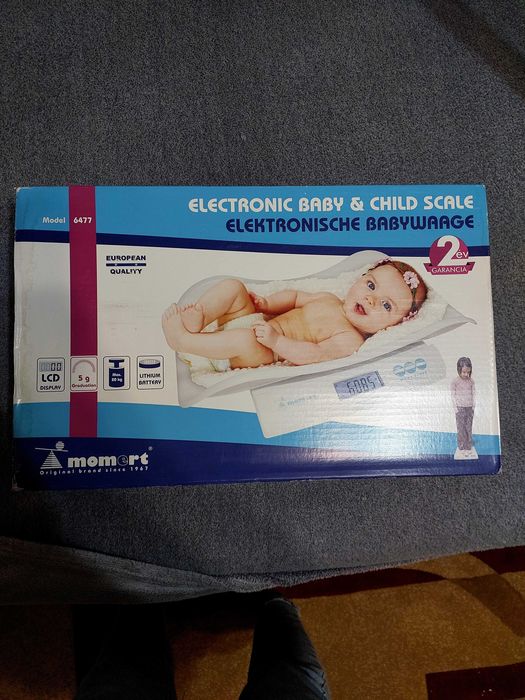 ELECTRONIC BABY & CHILD SCALE
ELEKTRONISCHE BABYWAAGE
Model 6477
2 év
GARANCIA
EUROPEAN
QUALITY
LCD
DISPLAY
5 g
Graduation
Max.
20 kg
LITHIUM
BATTERY
momert
momert®
Original brand since 1967